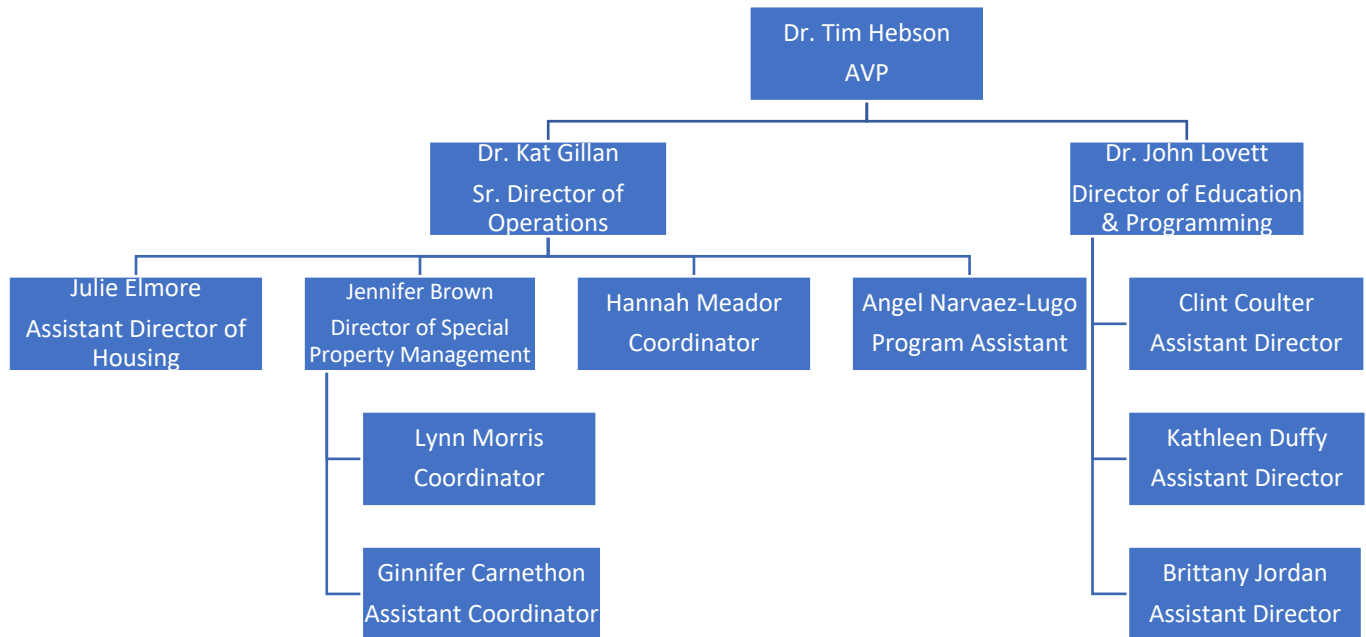 Dr. Tim Hebson
AVP
Dr. Kat Gillan
Sr. Director of
Operations
Dr. John Lovett
Director of Education
& Programming
Julie Elmore
Assistant Director of
Housing
Jennifer Brown
Director of Special
Property Management
Hannah Meador
Coordinator
Angel Narvaez-Lugo
Program Assistant
Clint Coulter
Assistant Director
Lynn Morris
Coordinator
Kathleen Duffy
Assistant Director
Ginnifer Carnethon
Assistant Coordinator
Brittany Jordan
Assistant Director